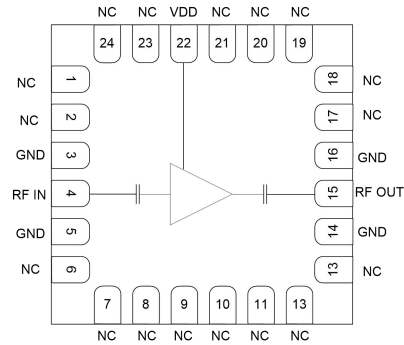 NC NC VDD NC NC NC
24 23 22 21 20 19
NC 1 18 NC
NC 2 17 NC
GND 3 16 GND
RF IN 4 15 RF OUT
GND 5 14 GND
NC 6 13 NC
7 8 9 10 11 13
NC NC NC NC NC NC